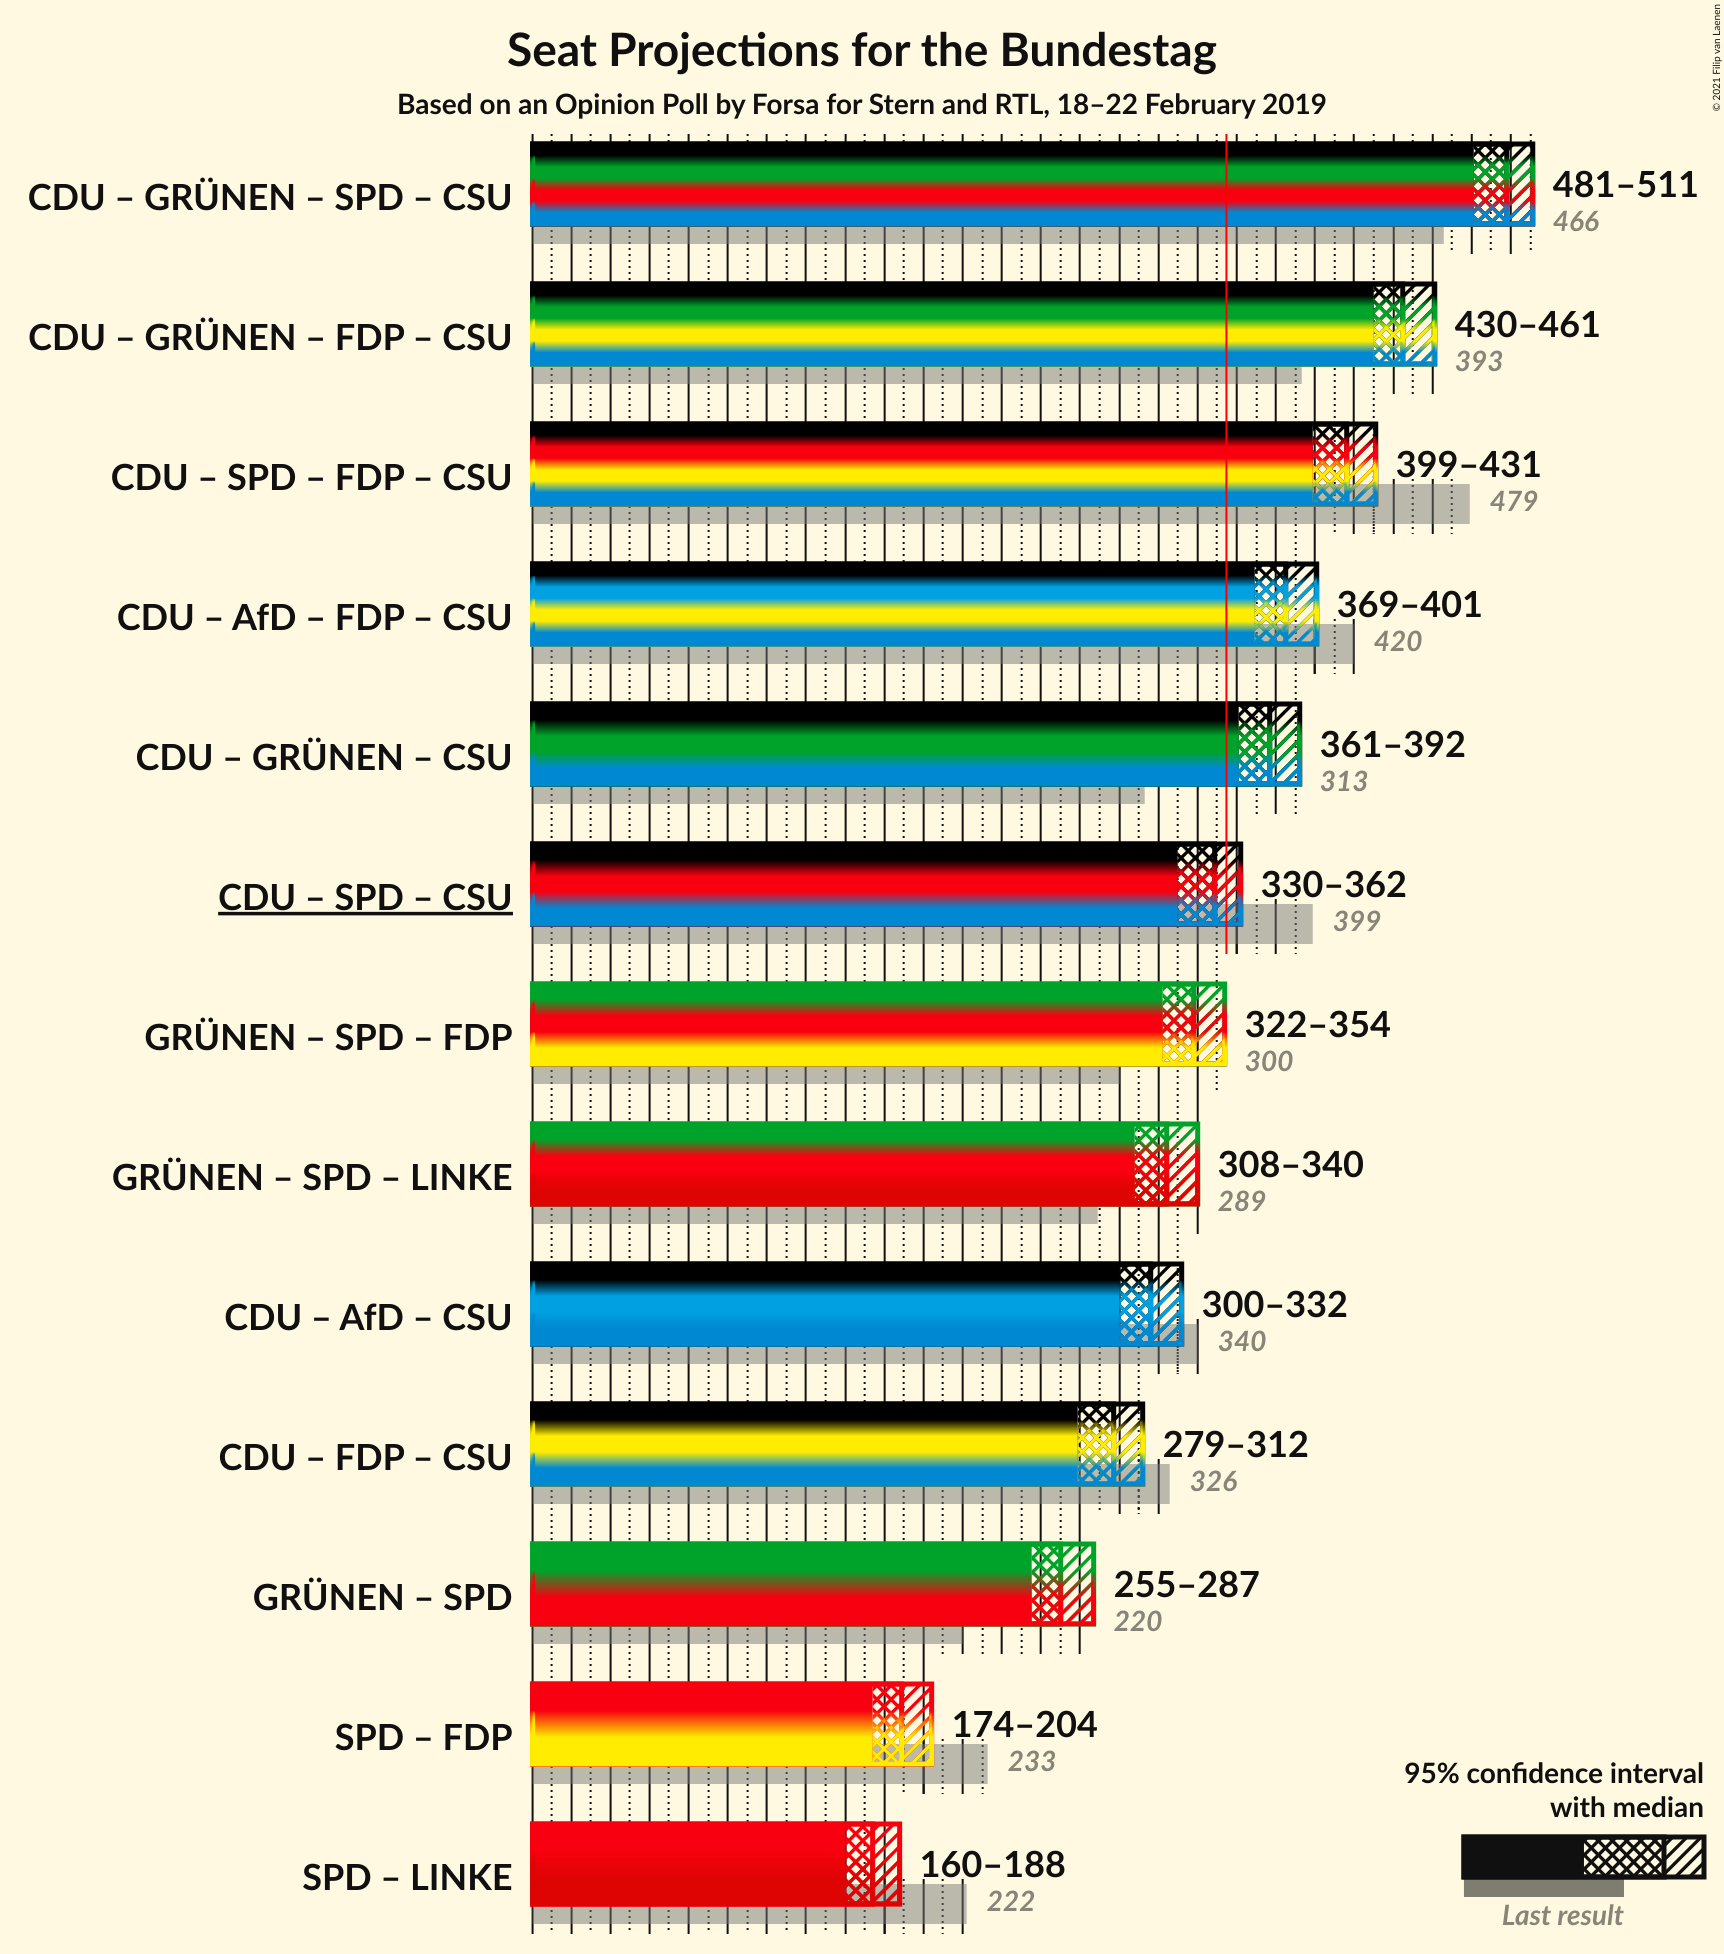 Seat Projections for the Bundestag
Based on an Opinion Poll by Forsa for Stern and RTL, 18–22 February 2019
© 2021 Filip van Laenen
CDU – GRÜNEN – SPD – CSU
481–511
466
CDU – GRÜNEN – FDP – CSU
430–461
393
CDU – SPD – FDP – CSU
399–431
479
CDU – AfD – FDP – CSU
369–401
420
CDU – GRÜNEN – CSU
361–392
313
CDU – SPD – CSU
330–362
399
GRÜNEN – SPD – FDP
322–354
300
GRÜNEN – SPD – LINKE
308–340
289
CDU – AfD – CSU
300–332
340
CDU – FDP – CSU
279–312
326
GRÜNEN – SPD
255–287
220
SPD – FDP
174–204
233
SPD – LINKE
160–188
222
95% confidence interval
with median
Last result